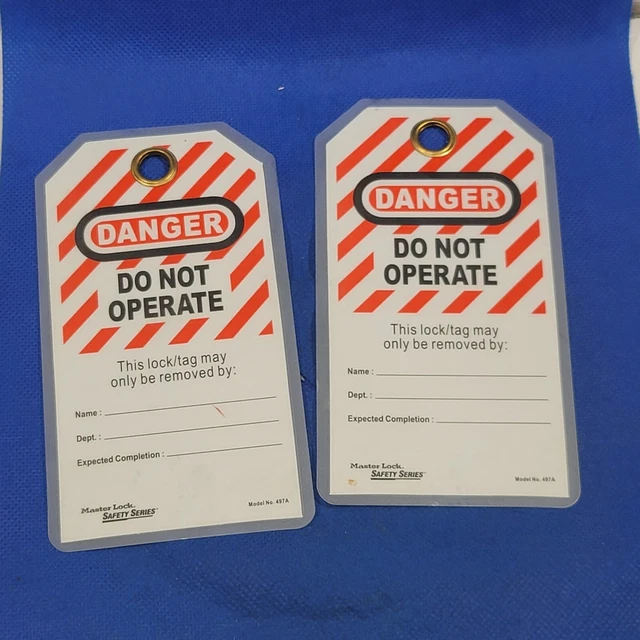 DANGER
DO NOT
OPERATE
This lock/tag may
only be removed by:
Name :
Dept. :
Expected Completion :
Master Lock
SAFETY SERIES™
Model No. 497A
DANGER
DO NOT
OPERATE
This lock/tag may
only be removed by:
Name :
Dept. :
Expected Completion :
Master Lock
SAFETY SERIES™
Model No. 497A